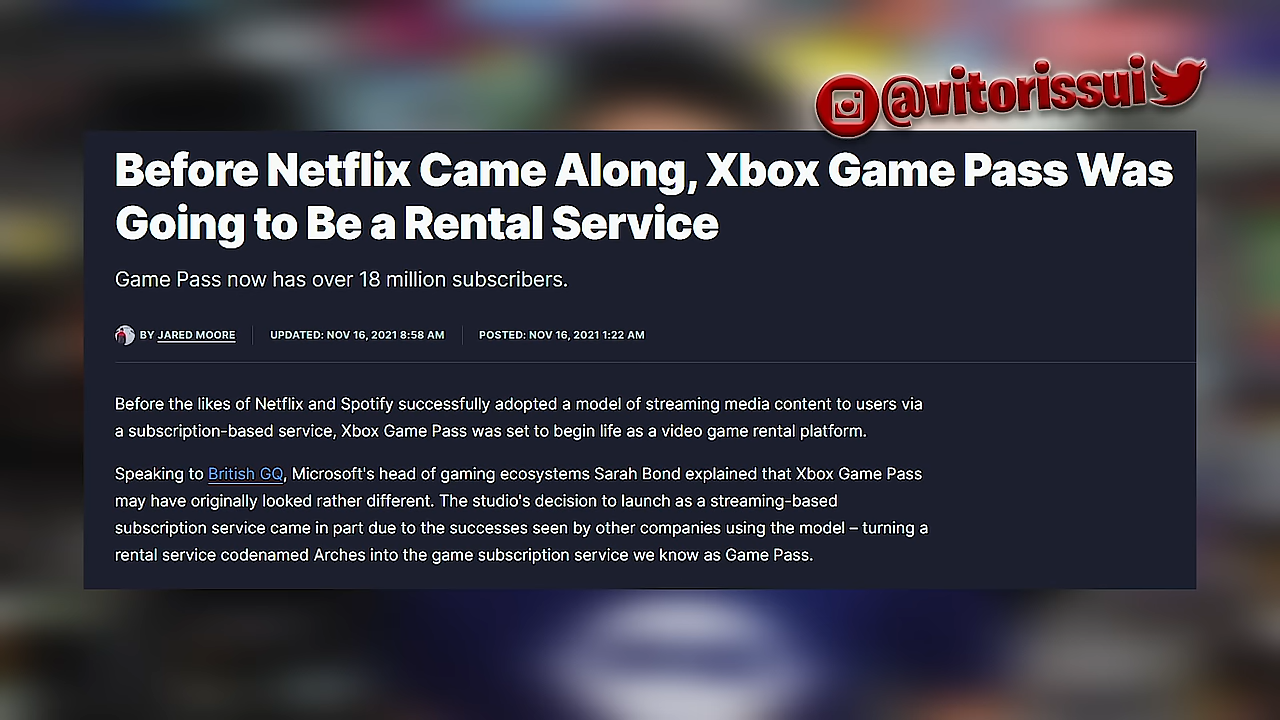 @vitorissui
Before Netflix Came Along, Xbox Game Pass Was
Going to Be a Rental Service
Game Pass now has over 18 million subscribers.
BY JARED MOORE UPDATED: NOV 16, 2021 8:58 AM POSTED: NOV 16, 2021 1:22 AM
Before the likes of Netflix and Spotify successfully adopted a model of streaming media content to users via
a subscription-based service, Xbox Game Pass was set to begin life as a video game rental platform.
Speaking to British GQ, Microsoft's head of gaming ecosystems Sarah Bond explained that Xbox Game Pass
may have originally looked rather different. The studio's decision to launch as a streaming-based
subscription service came in part due to the successes seen by other companies using the model – turning a
rental service codenamed Arches into the game subscription service we know as Game Pass.